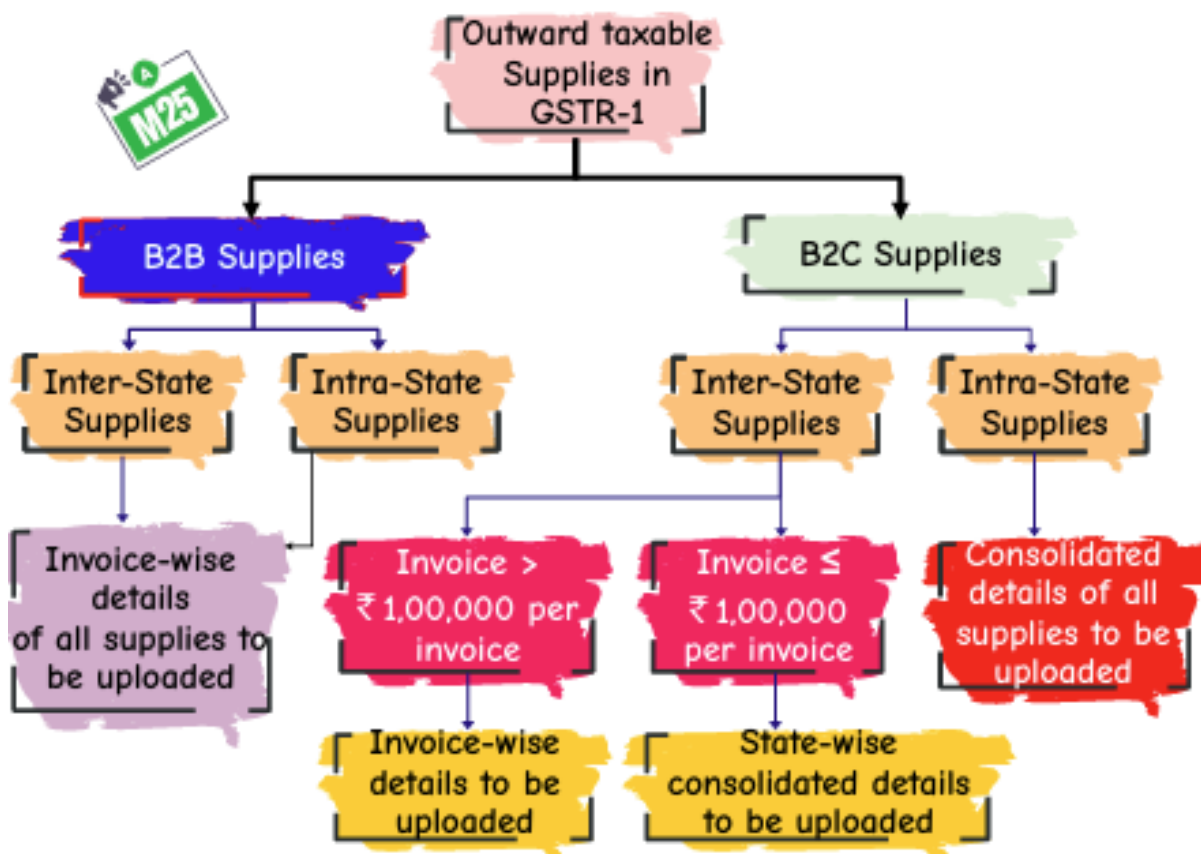 Outward taxable
Supplies in
GSTR-1
A
M25
B2B Supplies
B2C Supplies
Inter-State
Supplies
Intra-State
Supplies
Inter-State
Supplies
Intra-State
Supplies
Invoice-wise
details
of all supplies to
be uploaded
Invoice >
₹ 1,00,000 per
invoice
Invoice ≤
₹ 1,00,000
per invoice
Consolidated
details of all
supplies to be
uploaded
Invoice-wise
details to be
uploaded
State-wise
consolidated details
to be uploaded